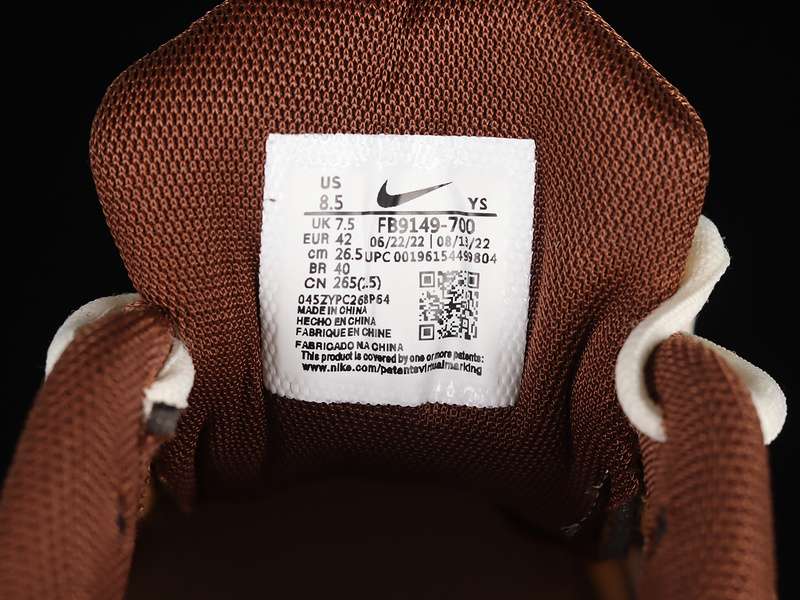 US
8.5
YS
UK 7.5 FB9149-700
EUR 42 06/22/22 | 08/13/22
cm 26.5 UPC 00196154499804
BR 40
CN 265(2.5)
045ZYPC268P64
MADE IN CHINA
HECHO EN CHINA
FABRIQUE EN CHINE
FABRICADO NA CHINA
This product is covered by one or more patents:
www.nike.com/patentsvirtualmarking